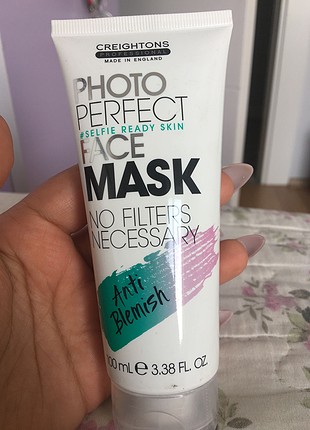 CREIGHTONS
PROFESSIONAL
MADE IN ENGLAND
PHOTO
PERFECT
#SELFIE READY SKIN
FACE
MASK
NO FILTERS
NECESSARY
Anti
Blemish
100 mL e 3.38 FL. OZ.